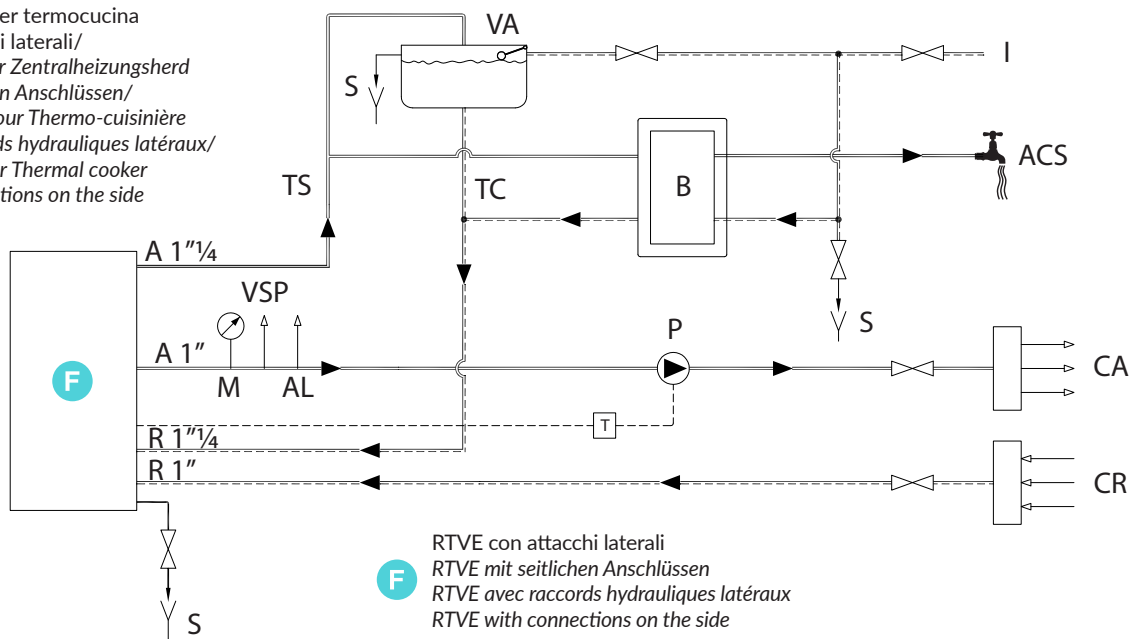 er termocucina
i laterali/
r Zentralheizungsherd
n Anschlüssen/
our Thermo-cuisinière
ds hydrauliques latéraux/
r Thermal cooker
tions on the side
VA
I
S
ACS
TS
TC
B
A 1"¼
VSP
S
P
A 1"
F
M
AL
CA
T
R 1"¼
R 1"
CR
S
F
RTVE con attacchi laterali
RTVE mit seitlichen Anschlüssen
RTVE avec raccords hydrauliques latéraux
RTVE with connections on the side